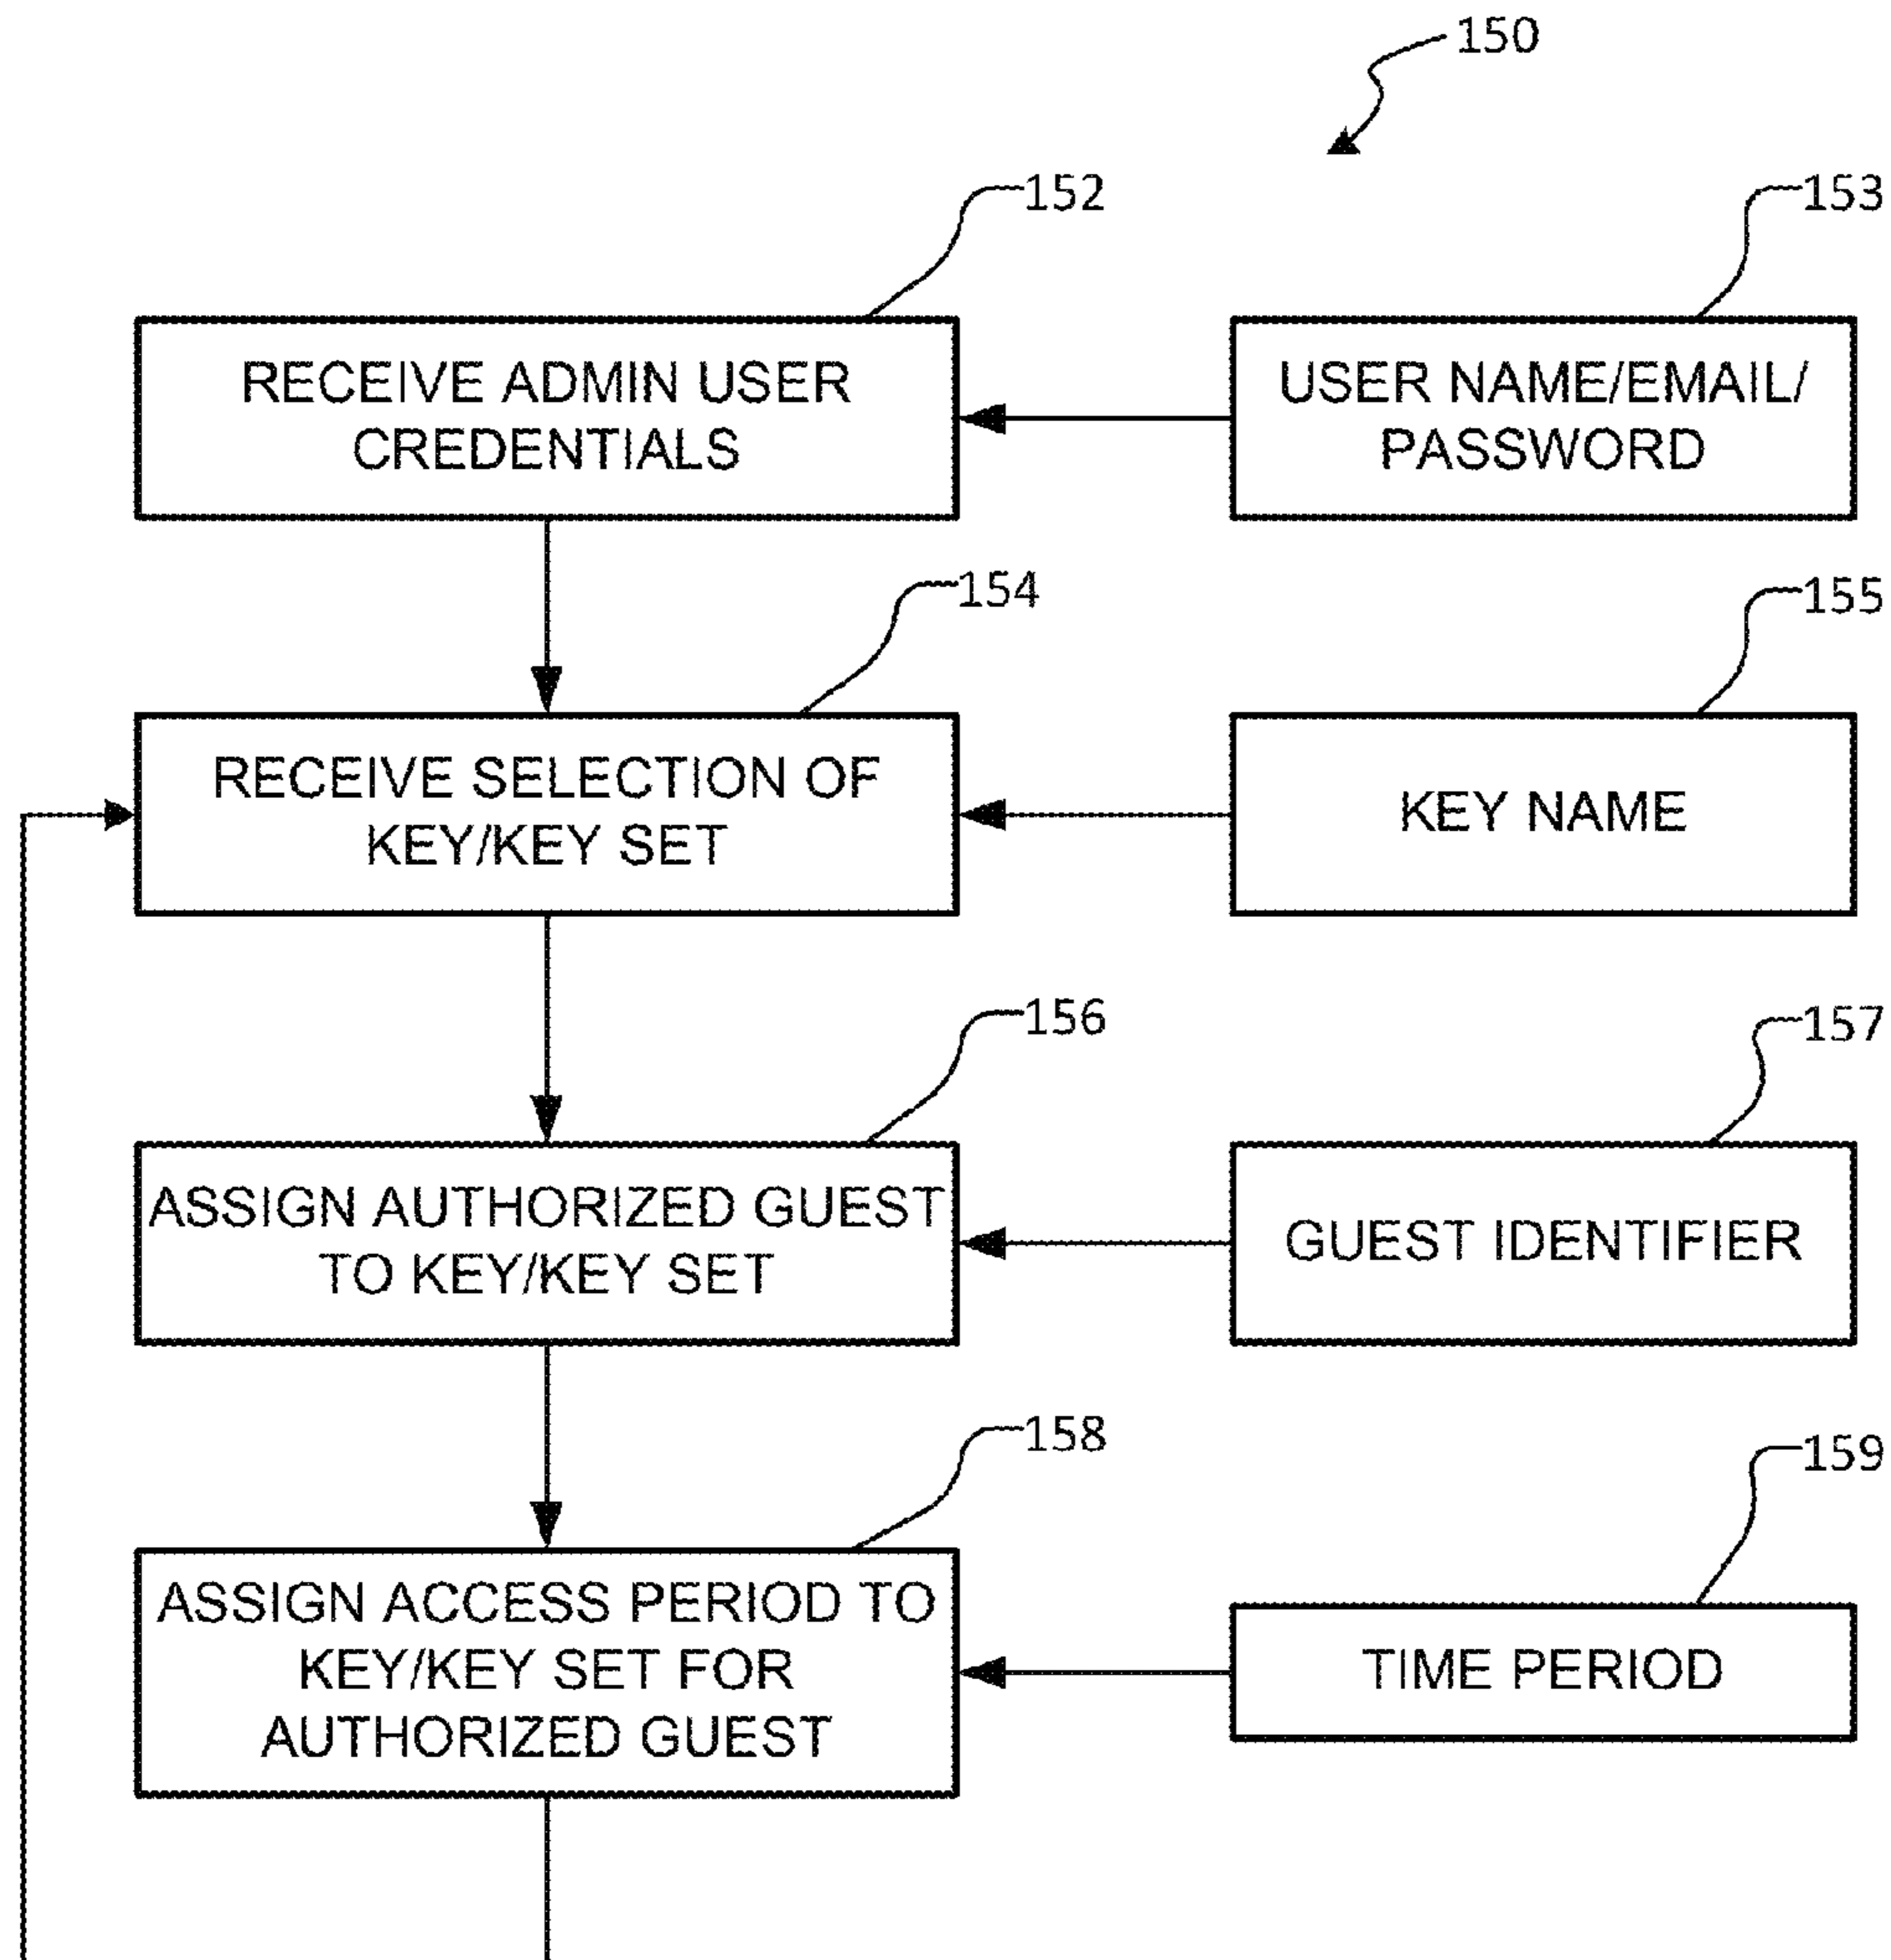 150
152
153
RECEIVE ADMIN USER
CREDENTIALS
USER NAME/EMAIL/
PASSWORD
154
155
RECEIVE SELECTION OF
KEY/KEY SET
KEY NAME
156
157
ASSIGN AUTHORIZED GUEST
TO KEY/KEY SET
GUEST IDENTIFIER
158
159
ASSIGN ACCESS PERIOD TO
KEY/KEY SET FOR
AUTHORIZED GUEST
TIME PERIOD